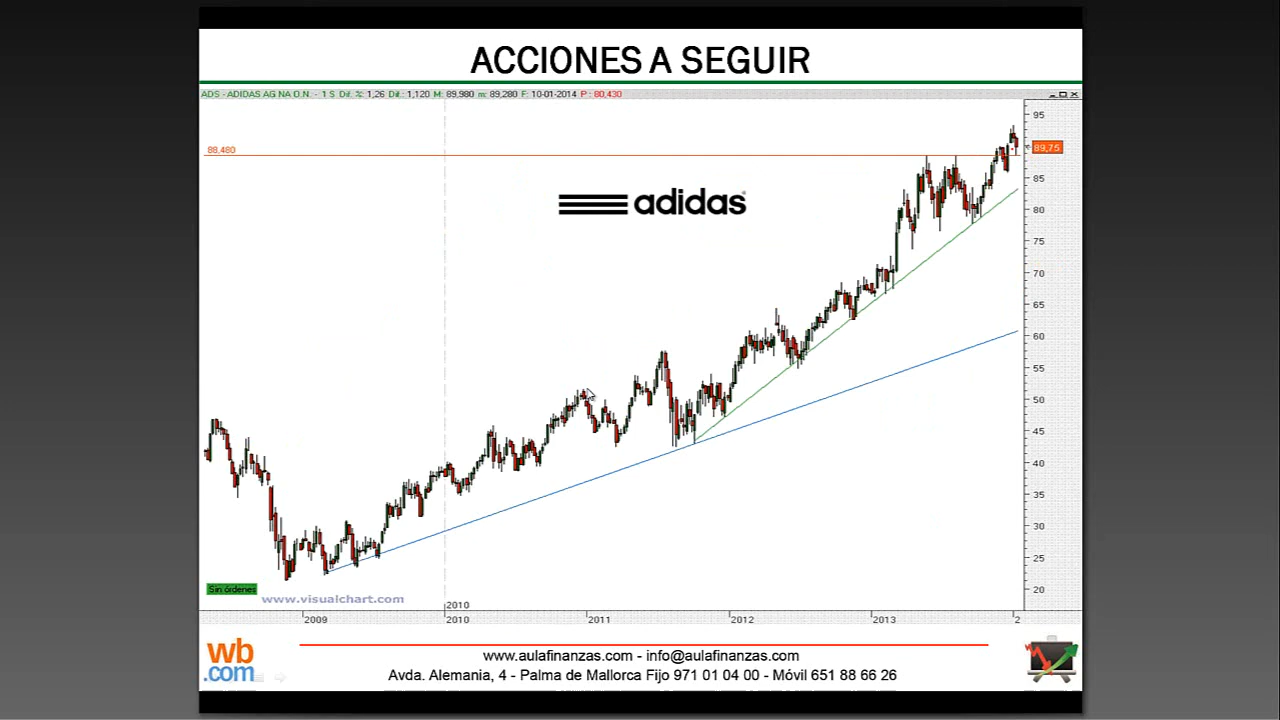 ACCIONES A SEGUIR
ADS - ADIDAS AG NA O.N. - 1 S Dif. %: 1,26 Dif.: 1,120 M: 89,980 m: 89,280 F: 10-01-2014 P : 80,430
95
88,480
89,75
85
adidas
80
75
70
65
60
55
50
45
40
35
30
25
Sin órdenes
20
www.visualchart.com
2010
2009
2010
2011
2012
2013
2
wb
.com
www.aulafinanzas.com - info@aulafinanzas.com
Avda. Alemania, 4 - Palma de Mallorca Fijo 971 01 04 00 - Móvil 651 88 66 26